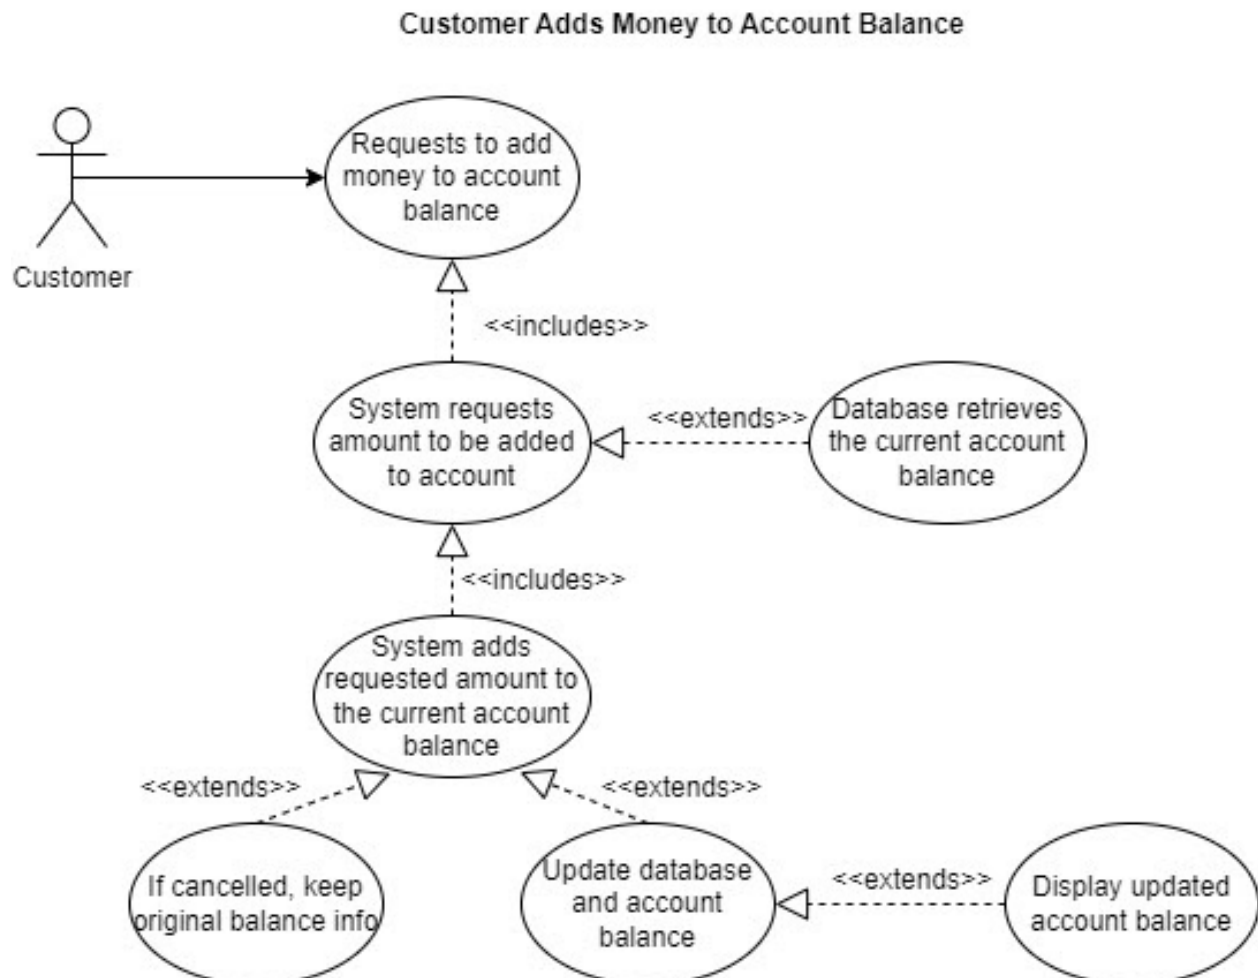 Customer Adds Money to Account Balance
Requests to add
money to account
balance
Customer
<<includes>>
System requests
amount to be added
to account
<<extends>>
Database retrieves
the current account
balance
<<includes>>
System adds
requested amount to
the current account
balance
<<extends>>
<<extends>>
If cancelled, keep
original balance info
Update database
and account
balance
<<extends>>
Display updated
account balance